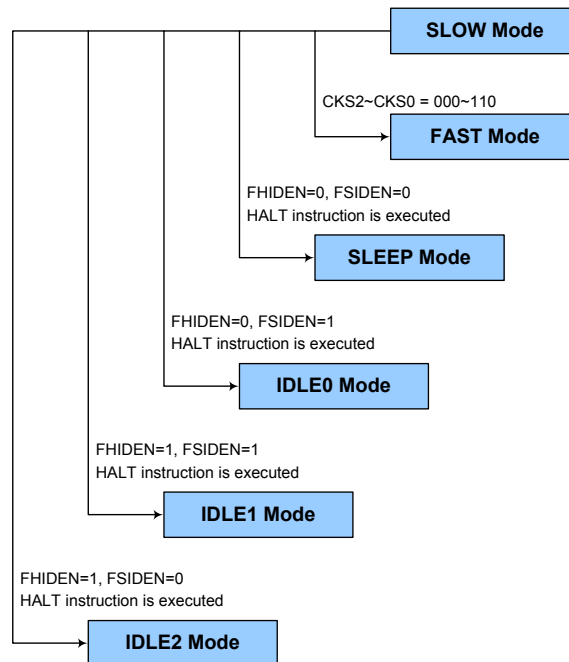 SLOW Mode
CKS2~CKS0 = 000~110
FAST Mode
FHIDEN=0, FSIDEN=0
HALT instruction is executed
SLEEP Mode
FHIDEN=0, FSIDEN=1
HALT instruction is executed
IDLE0 Mode
FHIDEN=1, FSIDEN=1
HALT instruction is executed
IDLE1 Mode
FHIDEN=1, FSIDEN=0
HALT instruction is executed
IDLE2 Mode